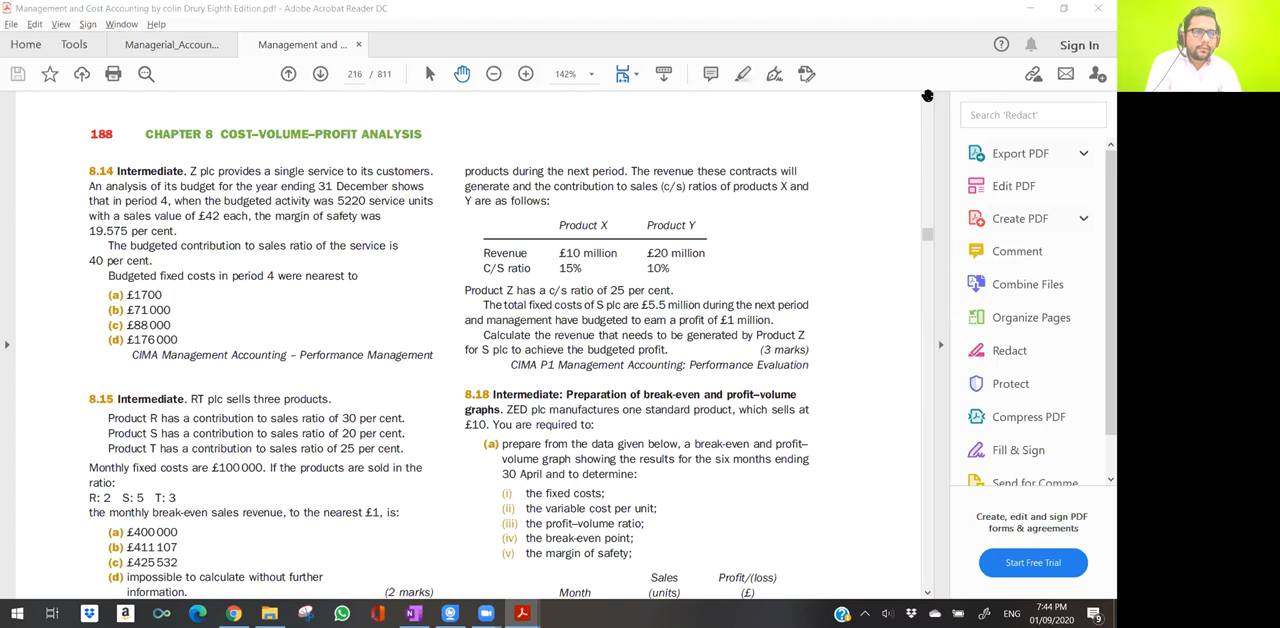 Management and Cost Accounting by colin Drury Eighth Edition.pdf - Adobe Acrobat Reader DC
File Edit View Sign Window Help
Home Tools Managerial_Accoun... Management and ... × Sign In
216 / 811 142%
188 CHAPTER 8 COST–VOLUME–PROFIT ANALYSIS
8.14 Intermediate. Z plc provides a single service to its customers.
An analysis of its budget for the year ending 31 December shows
that in period 4, when the budgeted activity was 5220 service units
with a sales value of £42 each, the margin of safety was
19.575 per cent.
The budgeted contribution to sales ratio of the service is
40 per cent.
Budgeted fixed costs in period 4 were nearest to
(a) £1700
(b) £71 000
(c) £88 000
(d) £176 000
CIMA Management Accounting – Performance Management
8.15 Intermediate. RT plc sells three products.
Product R has a contribution to sales ratio of 30 per cent.
Product S has a contribution to sales ratio of 20 per cent.
Product T has a contribution to sales ratio of 25 per cent.
Monthly fixed costs are £100 000. If the products are sold in the
ratio:
R: 2 S: 5 T: 3
the monthly break-even sales revenue, to the nearest £1, is:
(a) £400 000
(b) £411 107
(c) £425 532
(d) impossible to calculate without further
information. (2 marks)
products during the next period. The revenue these contracts will
generate and the contribution to sales (c/s) ratios of products X and
Y are as follows:
Product X Product Y
Revenue £10 million £20 million
C/S ratio 15% 10%
Product Z has a c/s ratio of 25 per cent.
The total fixed costs of S plc are £5.5 million during the next period
and management have budgeted to earn a profit of £1 million.
Calculate the revenue that needs to be generated by Product Z
for S plc to achieve the budgeted profit. (3 marks)
CIMA P1 Management Accounting: Performance Evaluation
8.18 Intermediate: Preparation of break-even and profit–volume
graphs. ZED plc manufactures one standard product, which sells at
£10. You are required to:
(a) prepare from the data given below, a break-even and profit–
volume graph showing the results for the six months ending
30 April and to determine:
(i) the fixed costs;
(ii) the variable cost per unit;
(iii) the profit–volume ratio;
(iv) the break-even point;
(v) the margin of safety;
Sales Profit/(loss)
Month (units) (£)
Search 'Redact'
Export PDF
Edit PDF
Create PDF
Comment
Combine Files
Organize Pages
Redact
Protect
Compress PDF
Fill & Sign
Send for Comme
Create, edit and sign PDF
forms & agreements
Start Free Trial
ENG
7:44 PM
01/09/2020